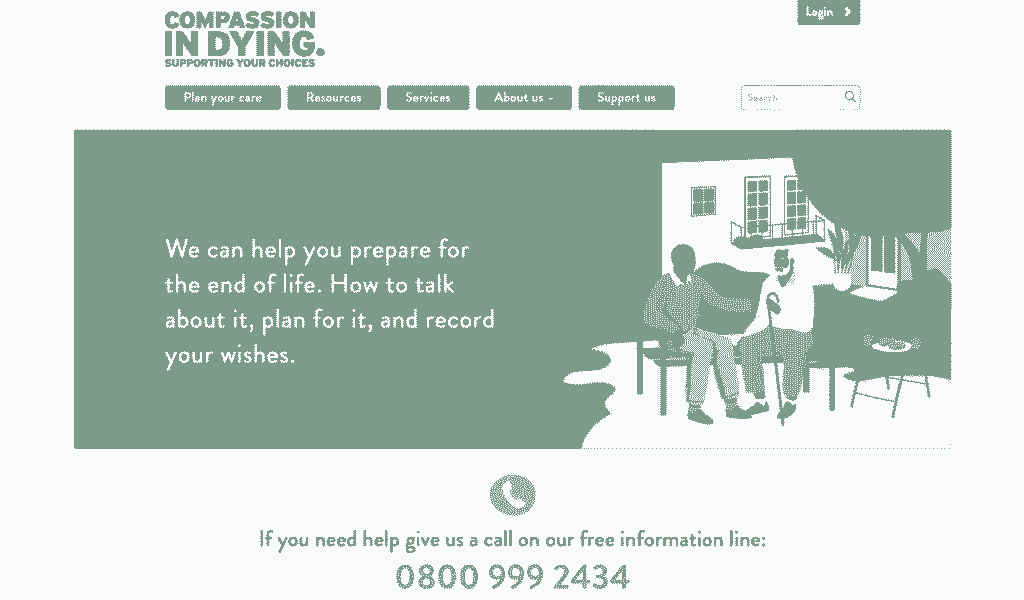 Login
COMPASSION
IN DYING.
SUPPORTING YOUR CHOICES
Plan your care
Resources
Services
About us
Support us
Search
We can help you prepare for
the end of life. How to talk
about it, plan for it, and record
your wishes.
If you need help give us a call on our free information line:
0800 999 2434